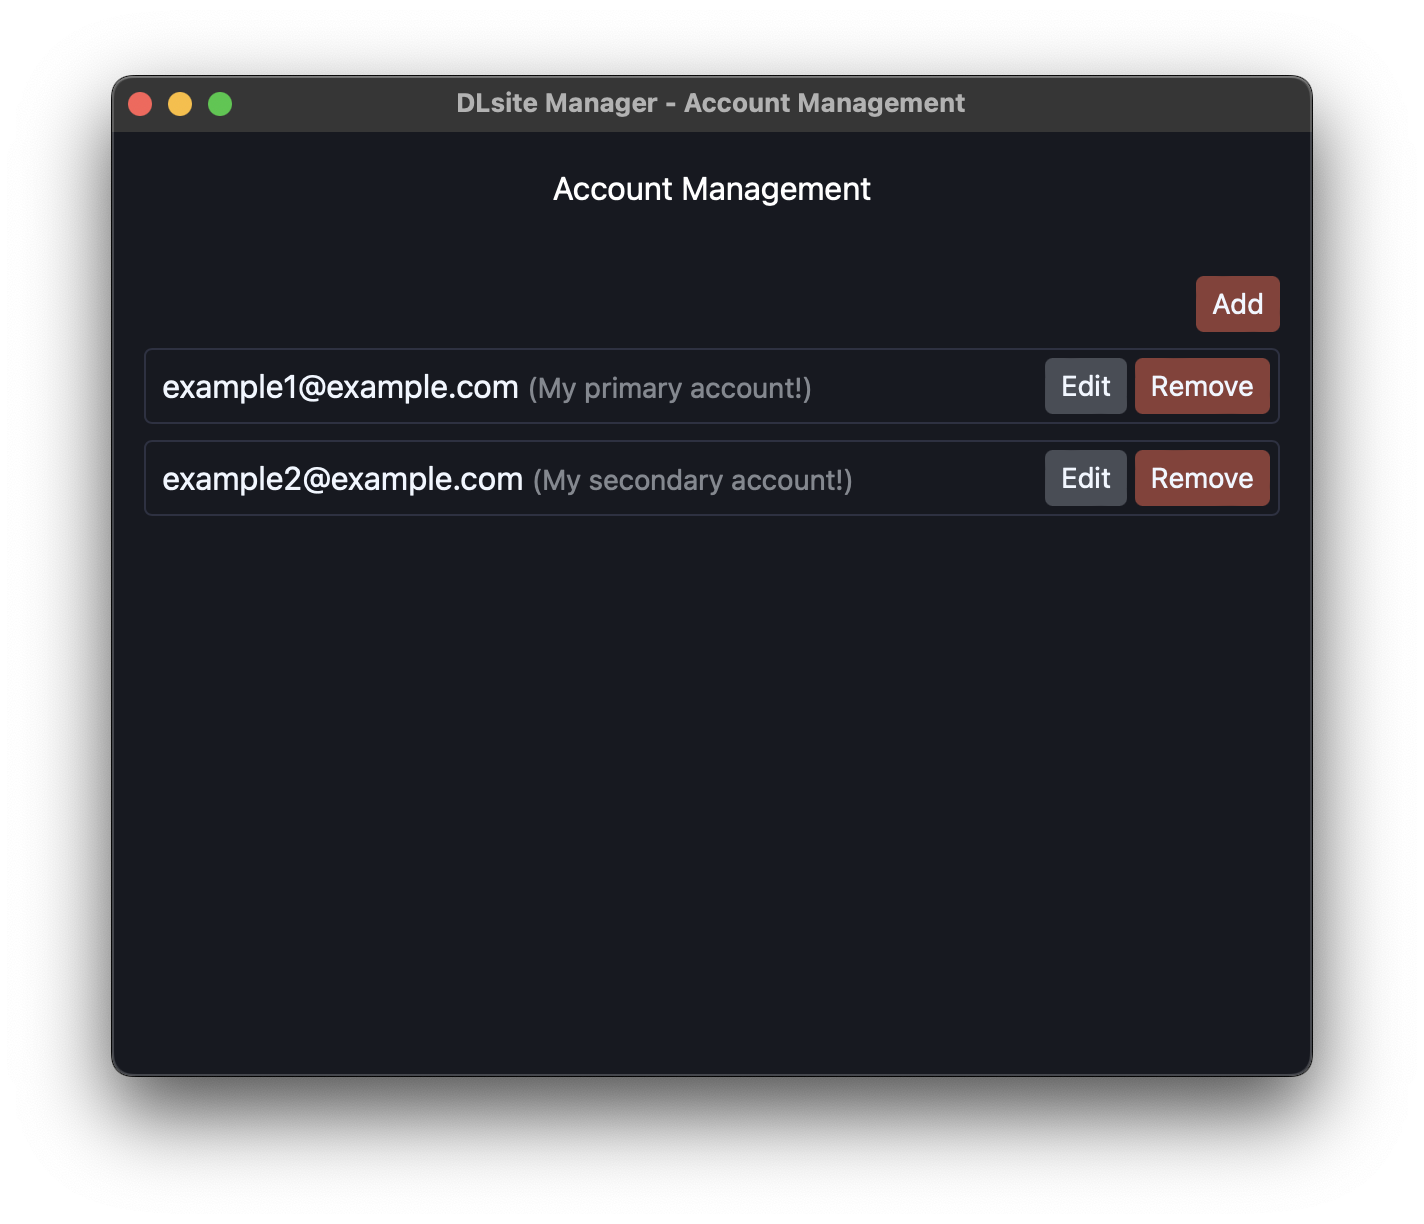 DLsite Manager - Account Management
Account Management
Add
example1@example.com (My primary account!) Edit Remove
example2@example.com (My secondary account!) Edit Remove